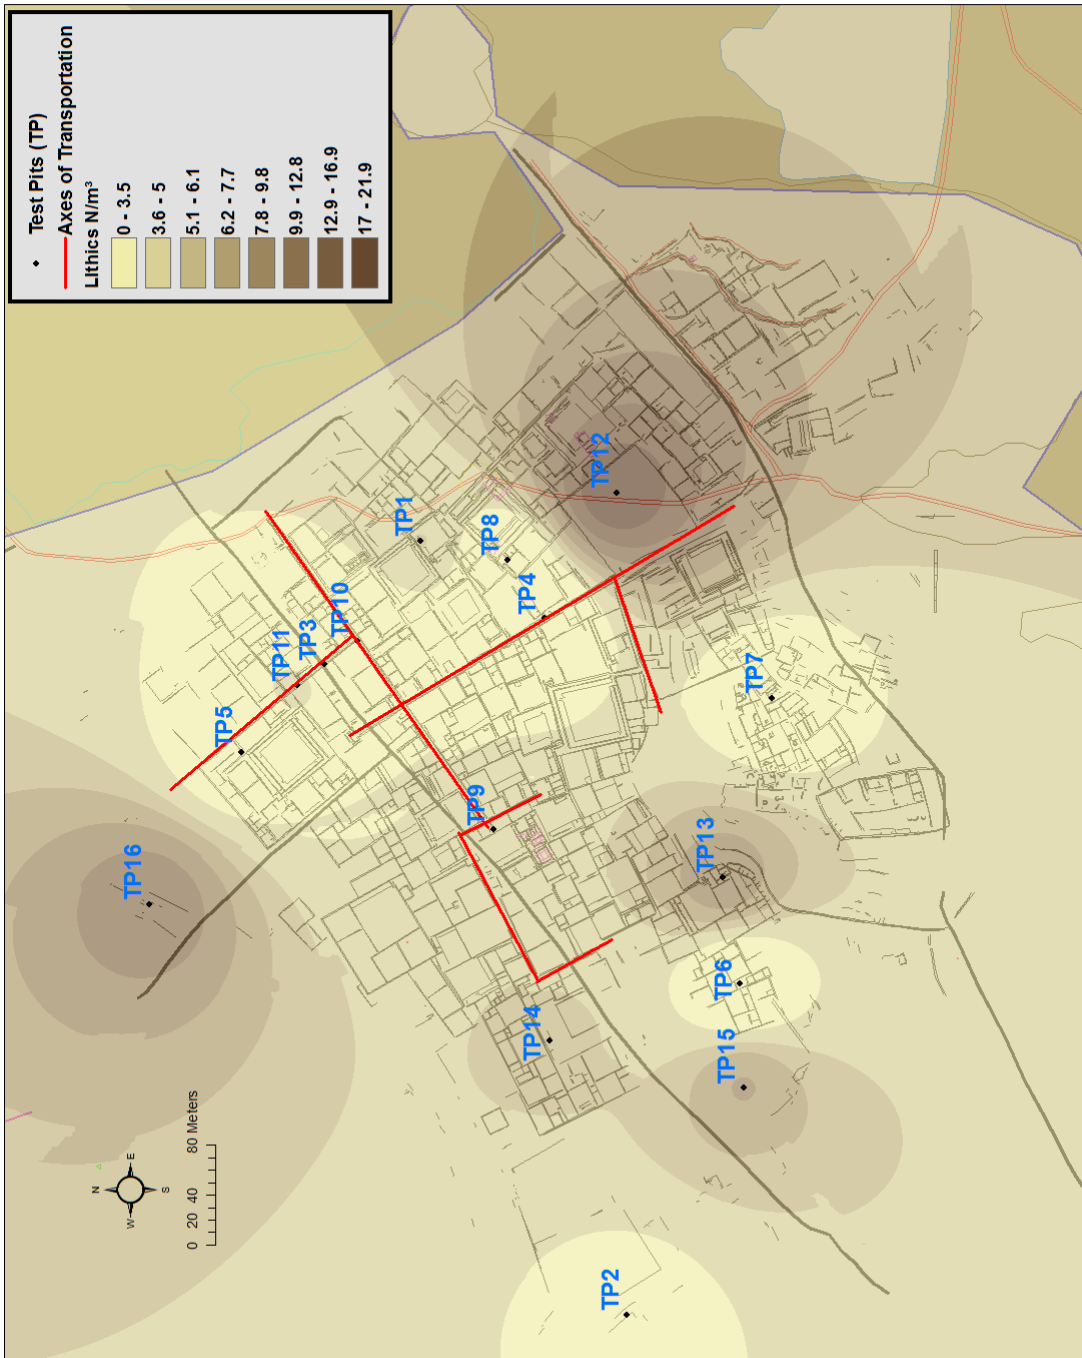 Test Pits (TP)
Axes of Transportation
Lithics N/m³
0 - 3.5
3.6 - 5
5.1 - 6.1
6.2 - 7.7
7.8 - 9.8
9.9 - 12.8
12.9 - 16.9
17 - 21.9
TP1
TP8
TP4
TP12
TP10
TP3
TP11
TP5
TP7
TP9
TP13
TP16
TP6
TP14
TP15
TP2
N
E
S
W
0 20 40 80 Meters